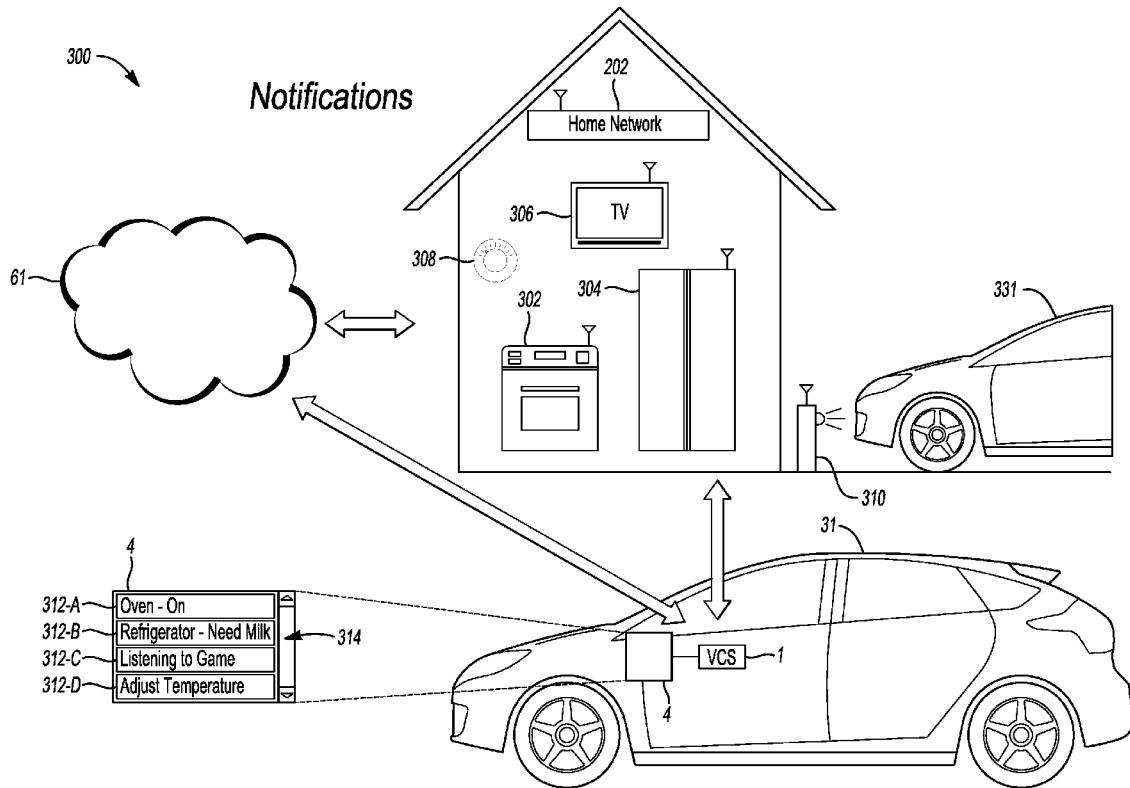 300
Notifications
202
Home Network
306
TV
308
304
302
61
331
310
31
4
312-A
Oven - On
312-B
Refrigerator - Need Milk
314
312-C
Listening to Game
312-D
Adjust Temperature
VCS
1
4